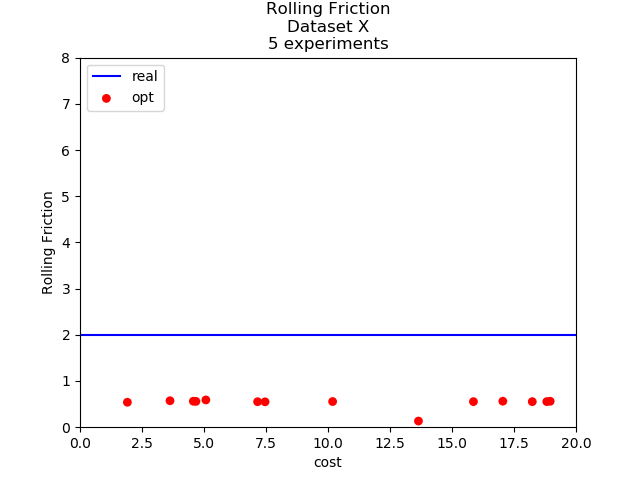 Rolling Friction
Dataset X
5 experiments
real
opt
Rolling Friction
8
7
6
5
4
3
2
1
0
0.0 2.5 5.0 7.5 10.0 12.5 15.0 17.5 20.0
cost